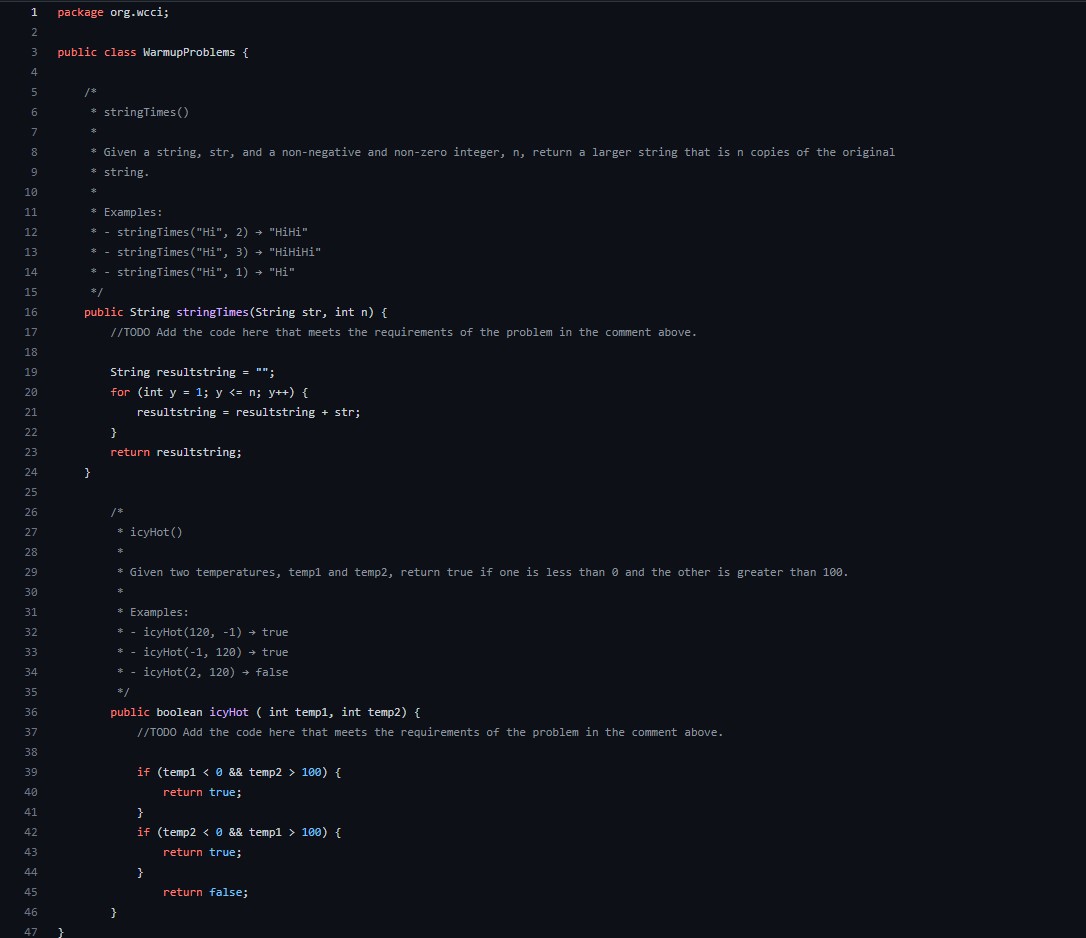 1 package org.wcci;
2
3 public class WarmupProblems {
4
5 /*
6 * stringTimes()
7 *
8 * Given a string, str, and a non-negative and non-zero integer, n, return a larger string that is n copies of the original
9 * string.
10 *
11 * Examples:
12 * - stringTimes("Hi", 2) → "HiHi"
13 * - stringTimes("Hi", 3) → "HiHiHi"
14 * - stringTimes("Hi", 1) → "Hi"
15 */
16 public String stringTimes(String str, int n) {
17 //TODO Add the code here that meets the requirements of the problem in the comment above.
18
19 String resultstring = "";
20 for (int y = 1; y <= n; y++) {
21 resultstring = resultstring + str;
22 }
23 return resultstring;
24 }
25
26 /*
27 * icyHot()
28 *
29 * Given two temperatures, temp1 and temp2, return true if one is less than 0 and the other is greater than 100.
30 *
31 * Examples:
32 * - icyHot(120, -1) → true
33 * - icyHot(-1, 120) → true
34 * - icyHot(2, 120) → false
35 */
36 public boolean icyHot ( int temp1, int temp2) {
37 //TODO Add the code here that meets the requirements of the problem in the comment above.
38
39 if (temp1 < 0 && temp2 > 100) {
40 return true;
41 }
42 if (temp2 < 0 && temp1 > 100) {
43 return true;
44 }
45 return false;
46 }
47 }